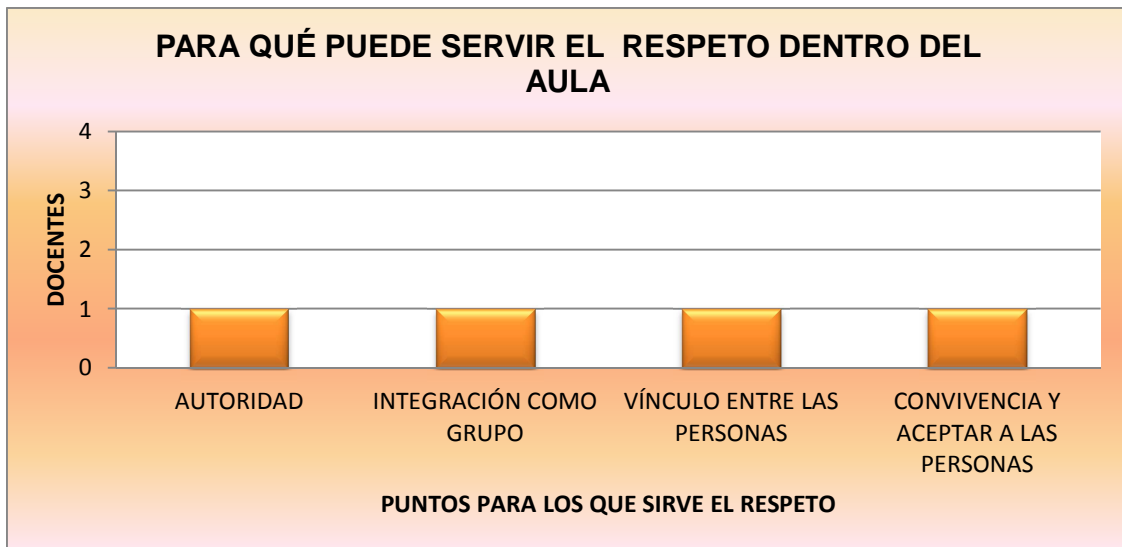 PARA QUÉ PUEDE SERVIR EL  RESPETO DENTRO DEL
AULA
4
3
2
1
0
DOCENTES
AUTORIDAD
INTEGRACIÓN COMO
GRUPO
VÍNCULO ENTRE LAS
PERSONAS
CONVIVENCIA Y
ACEPTAR A LAS
PERSONAS
PUNTOS PARA LOS QUE SIRVE EL RESPETO